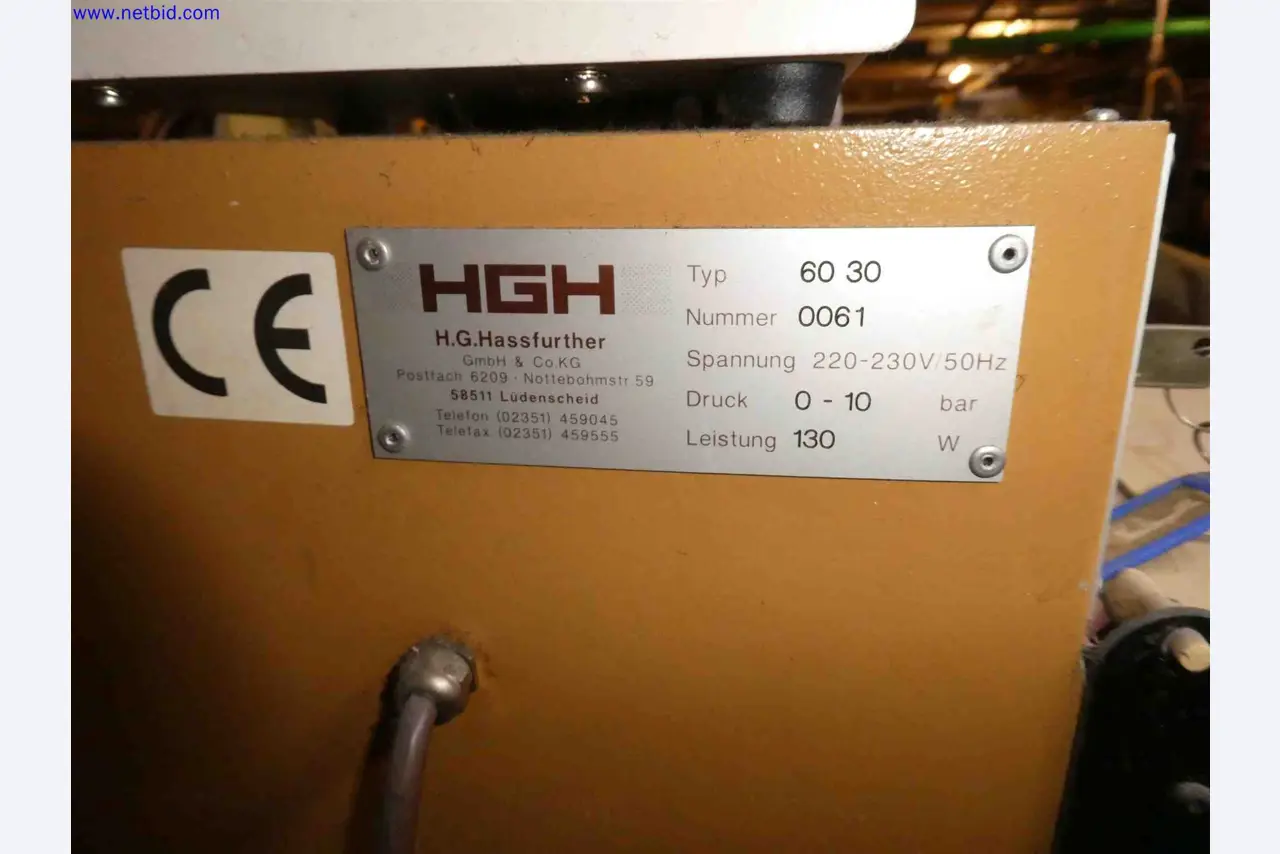 www.netbid.com
CE
HGH
H.G.Hassfurther
GmbH & Co.KG
Postfach 6209 · Nottebohmstr 59
58511 Lüdenscheid
Telefon (02351) 459045
Telefax (02351) 459555
Typ 60 30
Nummer 0061
Spannung 220-230V/50Hz
Druck 0 - 10 bar
Leistung 130 W